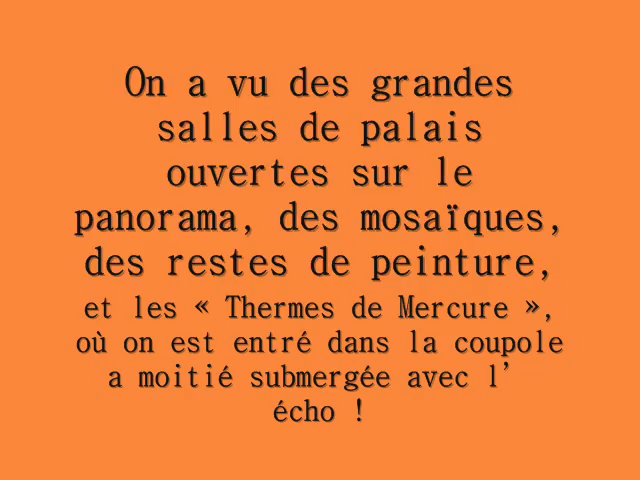 On a vu des grandes
salles de palais
ouvertes sur le
panorama, des mosaïques,
des restes de peinture,
et les « Thermes de Mercure »,
où on est entré dans la coupole
a moitié submergée avec l’
écho !